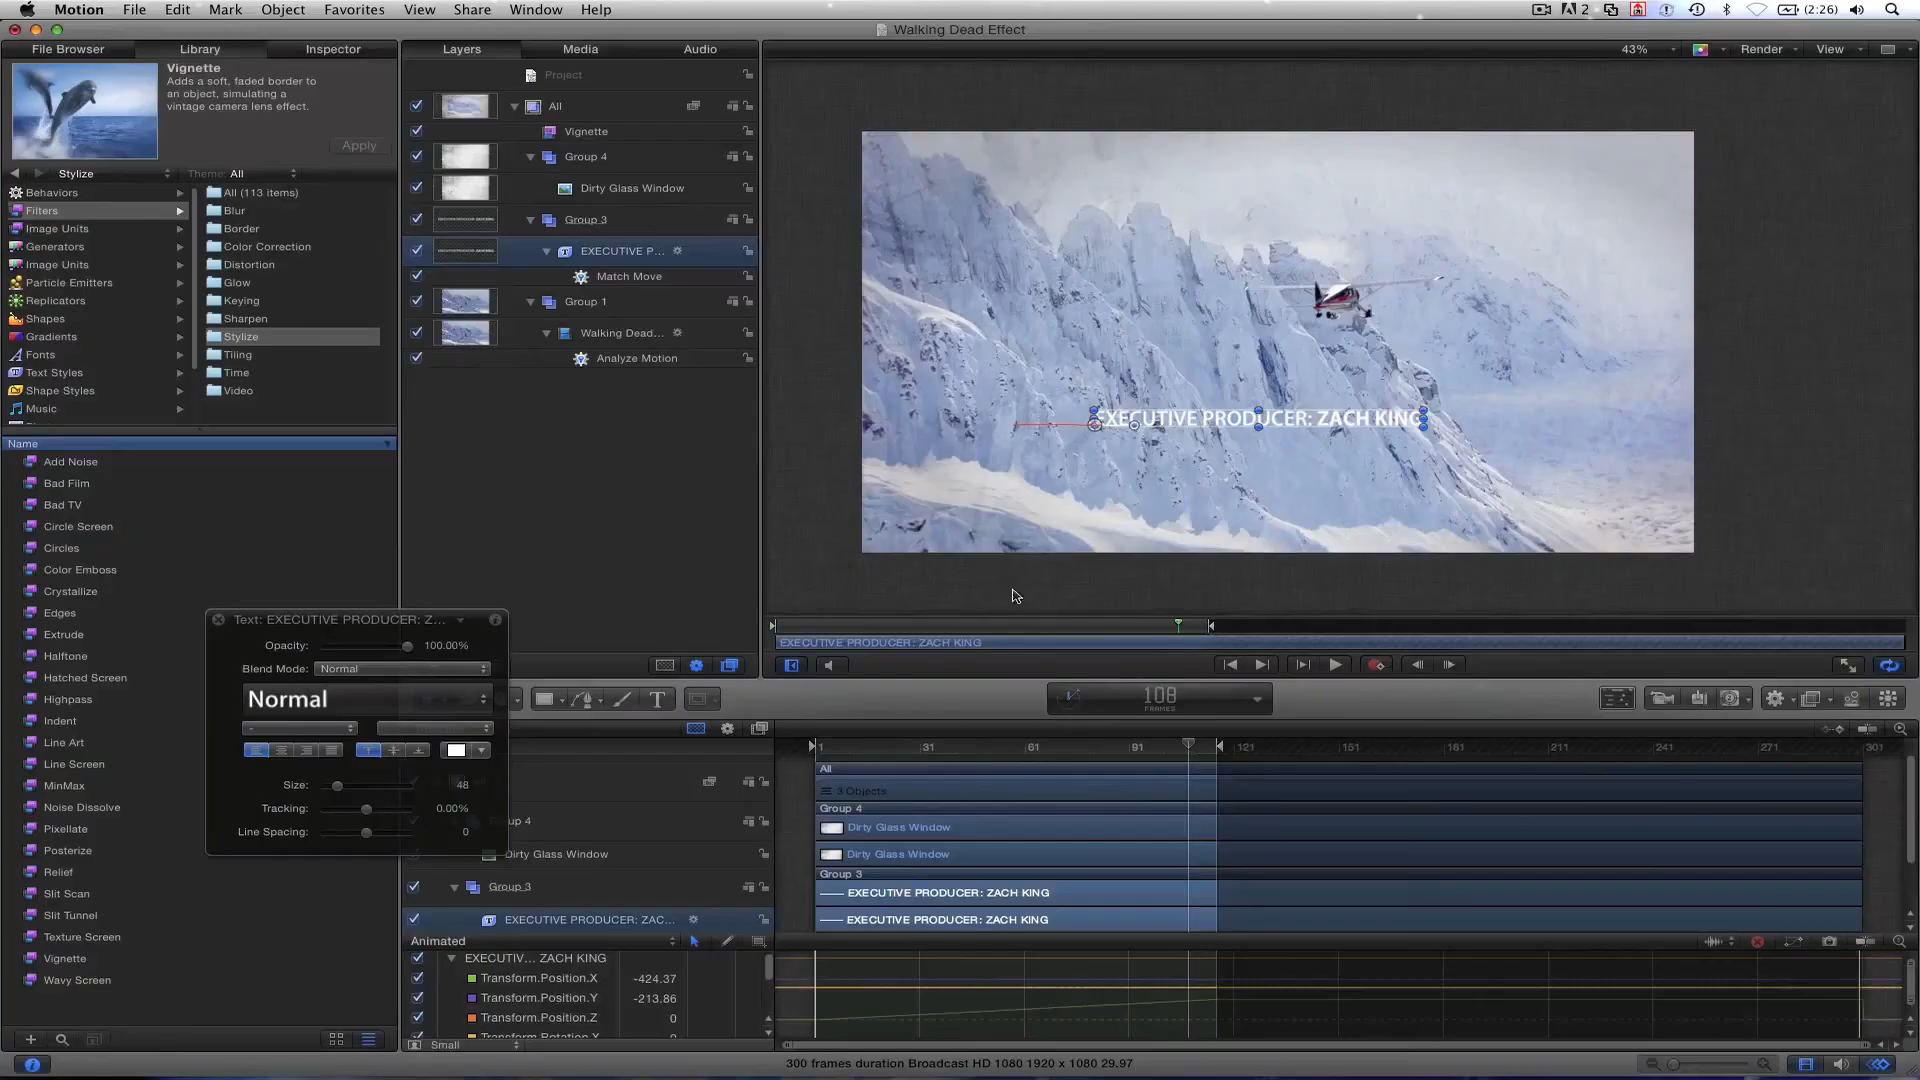 Motion File Edit Mark Object Favorites View Share Window Help
2 (2:26)
Walking Dead Effect
File Browser Library Inspector
Layers Media Audio
43% Render View
Vignette
Adds a soft, faded border to
an object, simulating a
vintage camera lens effect.
Apply
Stylize Theme: All
Behaviors
Filters
Image Units
Generators
Image Units
Particle Emitters
Replicators
Shapes
Gradients
Fonts
Text Styles
Shape Styles
Music
All (113 items)
Blur
Border
Color Correction
Distortion
Glow
Keying
Sharpen
Stylize
Tiling
Time
Video
Name
Add Noise
Bad Film
Bad TV
Circle Screen
Circles
Color Emboss
Crystallize
Edges
Extrude
Halftone
Hatched Screen
Highpass
Indent
Line Art
Line Screen
MinMax
Noise Dissolve
Pixellate
Posterize
Relief
Slit Scan
Slit Tunnel
Texture Screen
Vignette
Wavy Screen
Project
All
Vignette
Group 4
Dirty Glass Window
Group 3
EXECUTIVE P...
Match Move
Group 1
Walking Dead...
Analyze Motion
EXECUTIVE PRODUCER: ZACH KING
EXECUTIVE PRODUCER: ZACH KING
Text: EXECUTIVE PRODUCER: Z...
Opacity: 100.00%
Blend Mode: Normal
Normal
-
Size: 48
Tracking: 0.00%
Line Spacing: 0
108
FRAMES
1 31 61 91 121 151 181 211 241 271 301
All
3 Objects
Group 4
Dirty Glass Window
Dirty Glass Window
Group 3
EXECUTIVE PRODUCER: ZACH KING
EXECUTIVE PRODUCER: ZACH KING
Dirty Glass Window
Group 3
EXECUTIVE PRODUCER: ZAC...
Animated
EXECUTIV... ZACH KING
Transform.Position.X -424.37
Transform.Position.Y -213.86
Transform.Position.Z 0
Transform.Rotation.X
Small
300 frames duration Broadcast HD 1080 1920 x 1080 29.97